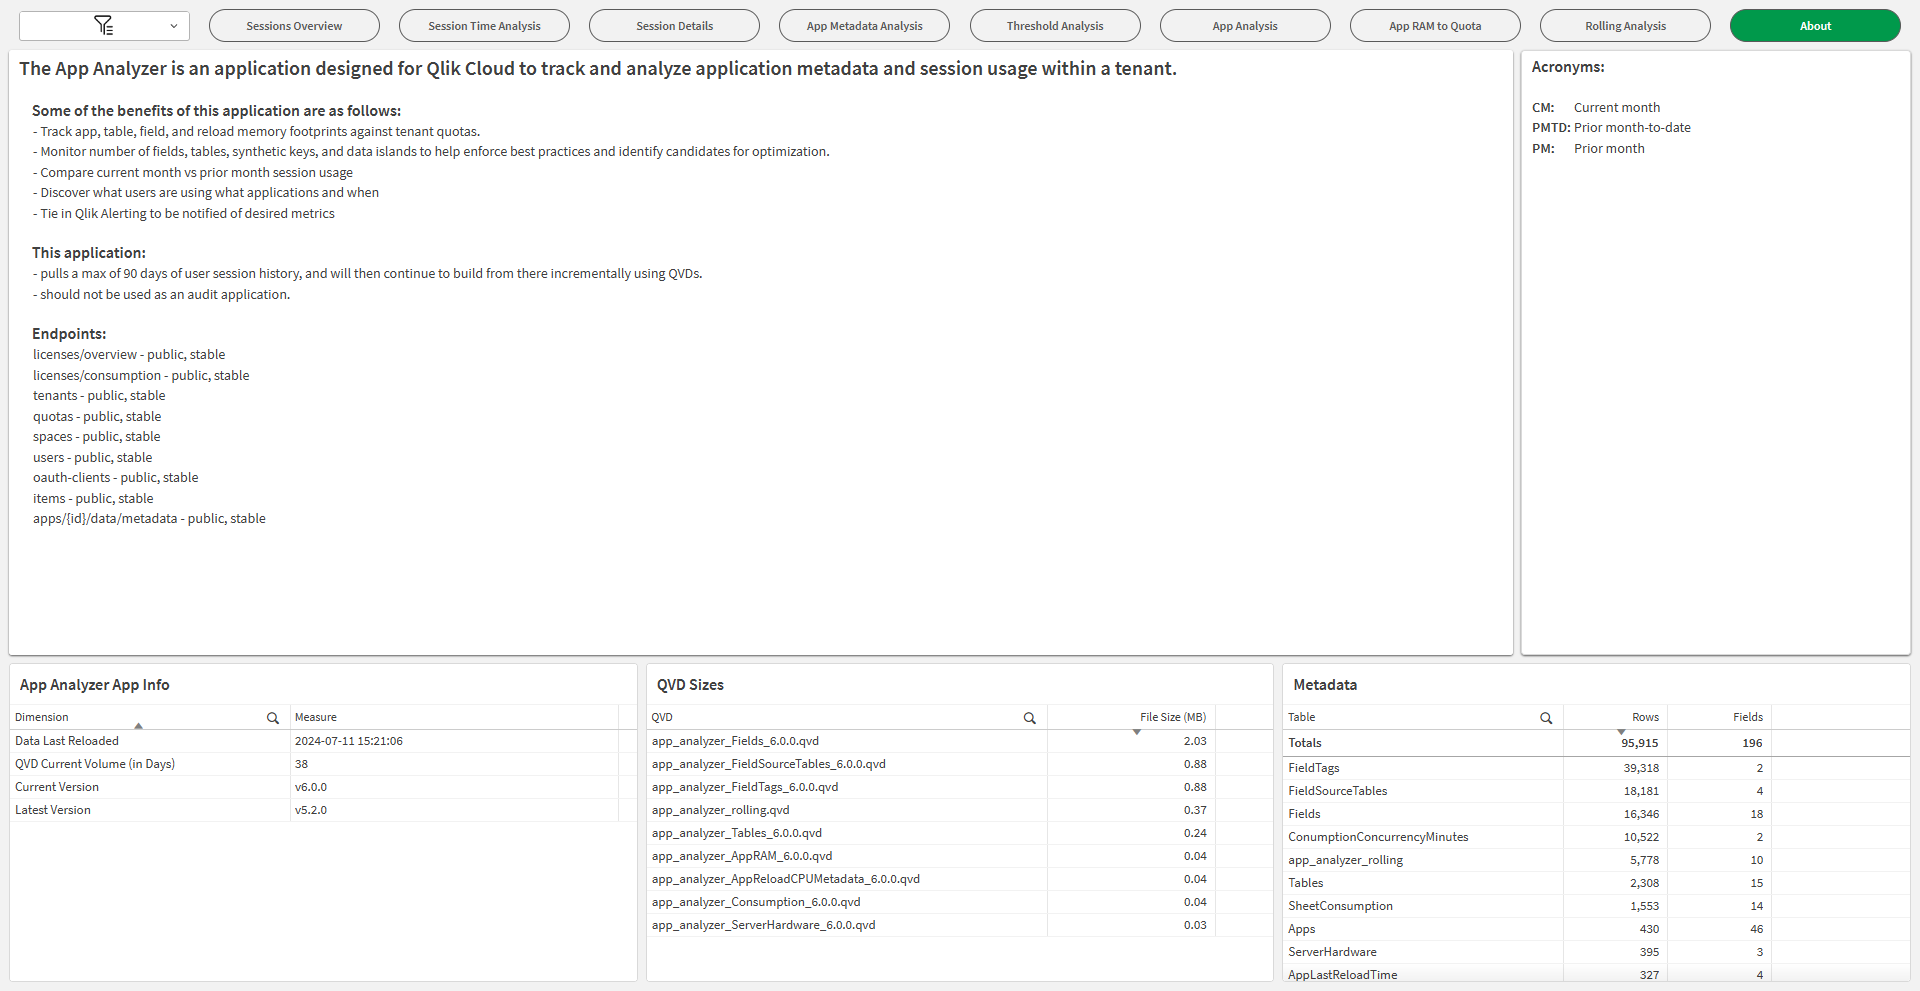 Sessions Overview
Session Time Analysis
Session Details
App Metadata Analysis
Threshold Analysis
App Analysis
App RAM to Quota
Rolling Analysis
About
The App Analyzer is an application designed for Qlik Cloud to track and analyze application metadata and session usage within a tenant.
Some of the benefits of this application are as follows:
- Track app, table, field, and reload memory footprints against tenant quotas.
- Monitor number of fields, tables, synthetic keys, and data islands to help enforce best practices and identify candidates for optimization.
- Compare current month vs prior month session usage
- Discover what users are using what applications and when
- Tie in Qlik Alerting to be notified of desired metrics
This application:
- pulls a max of 90 days of user session history, and will then continue to build from there incrementally using QVDs.
- should not be used as an audit application.
Endpoints:
licenses/overview - public, stable
licenses/consumption - public, stable
tenants - public, stable
quotas - public, stable
spaces - public, stable
users - public, stable
oauth-clients - public, stable
items - public, stable
apps/{id}/data/metadata - public, stable
Acronyms:
CM: Current month
PMTD: Prior month-to-date
PM: Prior month
App Analyzer App Info
Dimension Measure
Data Last Reloaded 2024-07-11 15:21:06
QVD Current Volume (in Days) 38
Current Version v6.0.0
Latest Version v5.2.0
QVD Sizes
QVD File Size (MB)
app_analyzer_Fields_6.0.0.qvd 2.03
app_analyzer_FieldSourceTables_6.0.0.qvd 0.88
app_analyzer_FieldTags_6.0.0.qvd 0.88
app_analyzer_rolling.qvd 0.37
app_analyzer_Tables_6.0.0.qvd 0.24
app_analyzer_AppRAM_6.0.0.qvd 0.04
app_analyzer_AppReloadCPUMetadata_6.0.0.qvd 0.04
app_analyzer_Consumption_6.0.0.qvd 0.04
app_analyzer_ServerHardware_6.0.0.qvd 0.03
Metadata
Table Rows Fields
Totals 95,915 196
FieldTags 39,318 2
FieldSourceTables 18,181 4
Fields 16,346 18
ConumptionConcurrencyMinutes 10,522 2
app_analyzer_rolling 5,778 10
Tables 2,308 15
SheetConsumption 1,553 14
Apps 430 46
ServerHardware 395 3
AppLastReloadTime 327 4